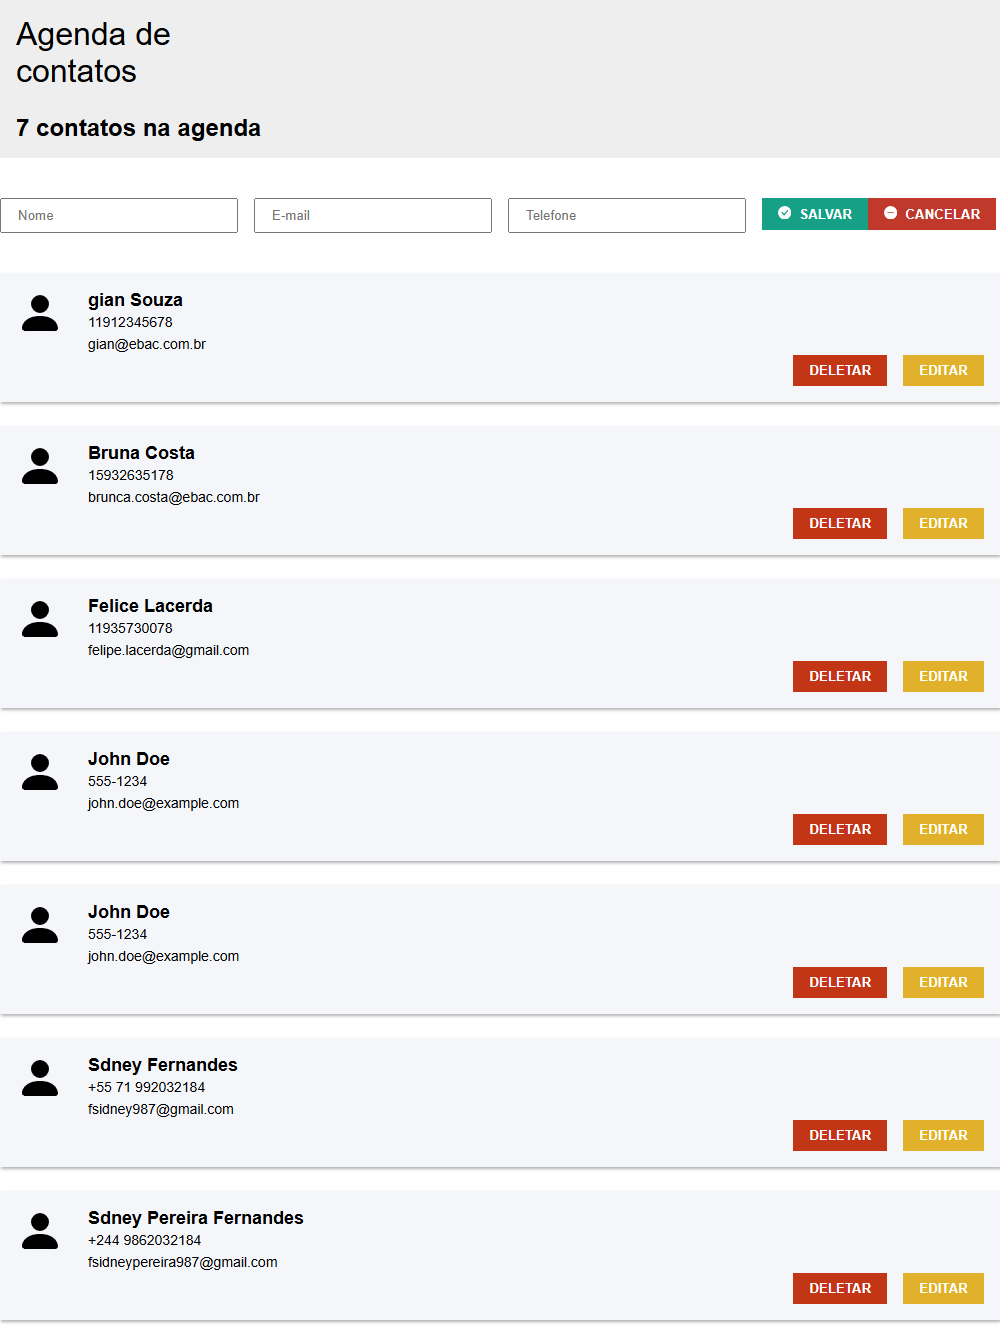 Agenda de
contatos
7 contatos na agenda
Nome E-mail Telefone SALVAR CANCELAR
gian Souza
11912345678
gian@ebac.com.br
DELETAR EDITAR
Bruna Costa
15932635178
brunca.costa@ebac.com.br
DELETAR EDITAR
Felice Lacerda
11935730078
felipe.lacerda@gmail.com
DELETAR EDITAR
John Doe
555-1234
john.doe@example.com
DELETAR EDITAR
John Doe
555-1234
john.doe@example.com
DELETAR EDITAR
Sdney Fernandes
+55 71 992032184
fsidney987@gmail.com
DELETAR EDITAR
Sdney Pereira Fernandes
+244 9862032184
fsidneypereira987@gmail.com
DELETAR EDITAR